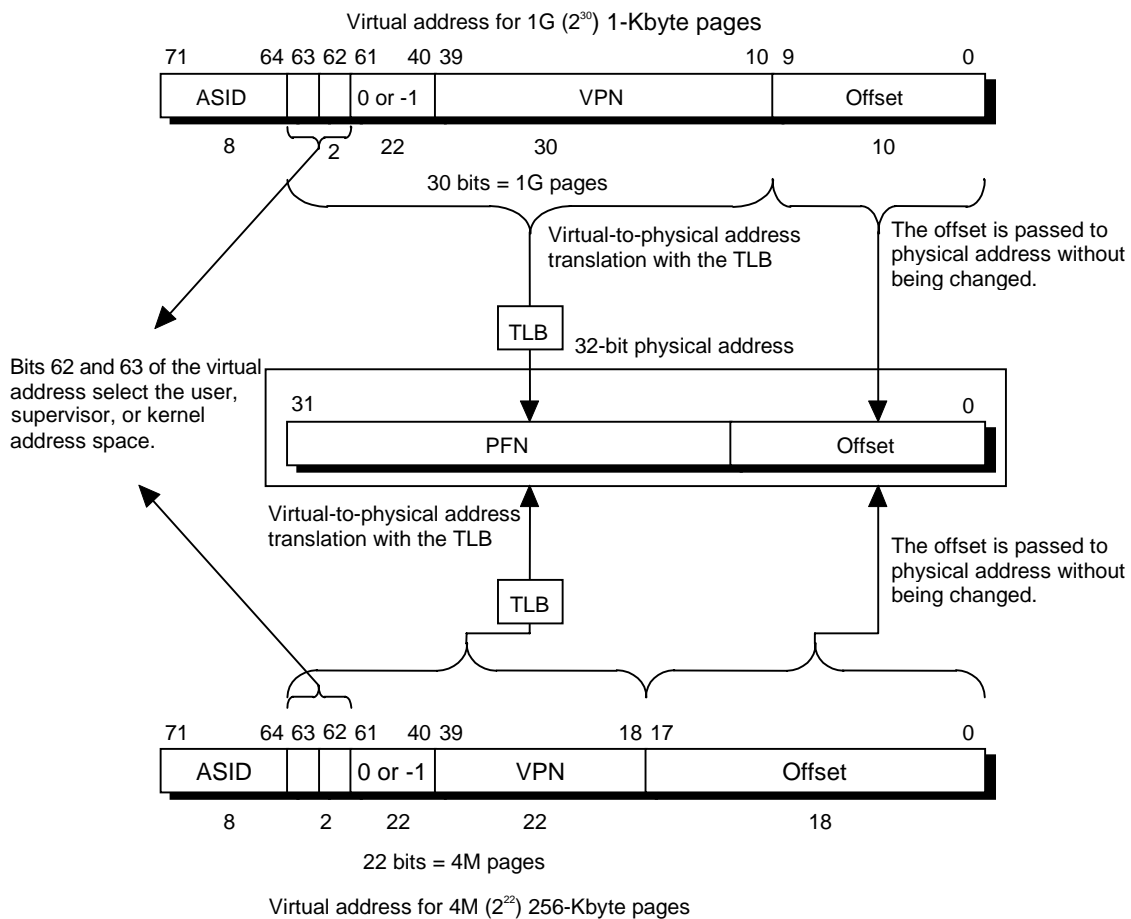 Virtual address for 1G (2³⁰) 1-Kbyte pages
71 64 63 62 61 40 39 10 9 0
ASID 0 or -1 VPN Offset
8 2 22 30 10
30 bits = 1G pages
Virtual-to-physical address
translation with the TLB
The offset is passed to
physical address without
being changed.
TLB
32-bit physical address
Bits 62 and 63 of the virtual
address select the user,
supervisor, or kernel
address space.
31 0
PFN Offset
Virtual-to-physical address
translation with the TLB
The offset is passed to
physical address without
being changed.
TLB
71 64 63 62 61 40 39 18 17 0
ASID 0 or -1 VPN Offset
8 2 22 22 18
22 bits = 4M pages
Virtual address for 4M (2²²) 256-Kbyte pages